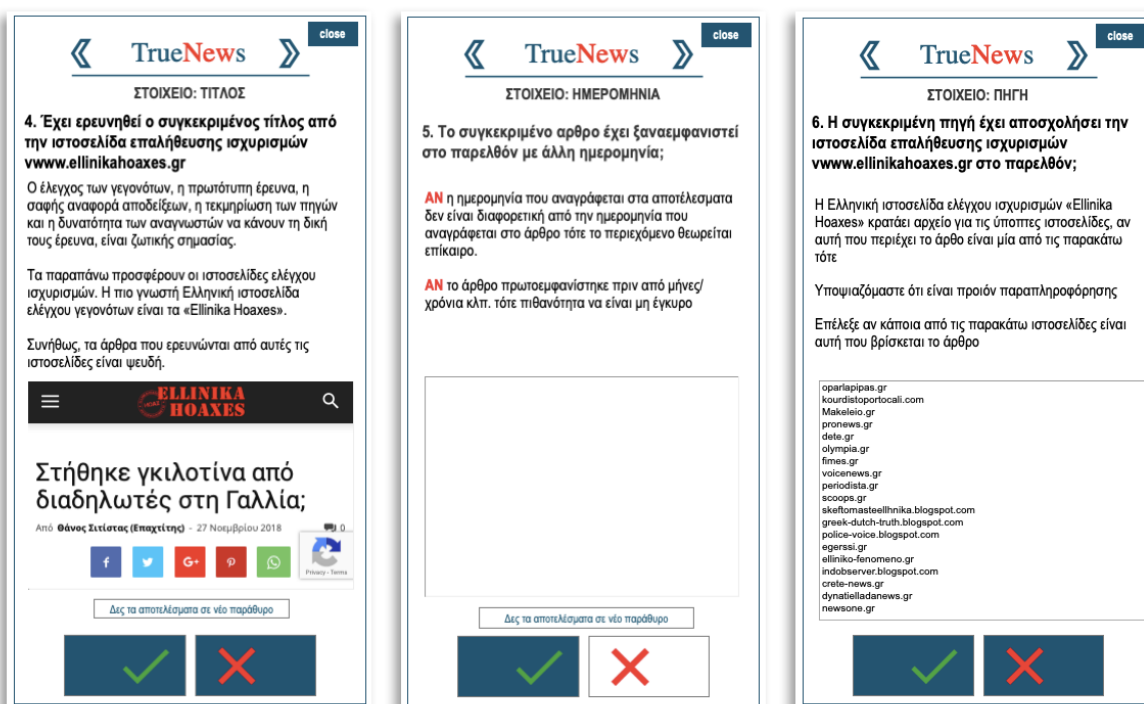 close
《 TrueNews 》
ΣΤΟΙΧΕΙΟ: ΤΙΤΛΟΣ
4. Έχει ερευνηθεί ο συγκεκριμένος τίτλος από
την ιστοσελίδα επαλήθευσης ισχυρισμών
vwww.ellinikahoaxes.gr
Ο έλεγχος των γεγονότων, η πρωτότυπη έρευνα, η
σαφής αναφορά αποδείξεων, η τεκμηρίωση των πηγών
και η δυνατότητα των αναγνωστών να κάνουν τη δική
τους έρευνα, είναι ζωτικής σημασίας.
Τα παραπάνω προσφέρουν οι ιστοσελίδες ελέγχου
ισχυρισμών. Η πιο γνωστή Ελληνική ιστοσελίδα
ελέγχου γεγονότων είναι τα «Ellinika Hoaxes».
Συνήθως, τα άρθρα που ερευνώνται από αυτές τις
ιστοσελίδες είναι ψευδή.
ELLINIKA
HOAXES
Στήθηκε γκιλοτίνα από
διαδηλωτές στη Γαλλία;
Από Θάνος Σιτίστας (Επαχτίτης) - 27 Νοεμβρίου 2018 0
f G+
Privacy - Terms
Δες τα αποτελέσματα σε νέο παράθυρο
close
《 TrueNews 》
ΣΤΟΙΧΕΙΟ: ΗΜΕΡΟΜΗΝΙΑ
5. Το συγκεκριμένο αρθρο έχει ξαναεμφανιστεί
στο παρελθόν με άλλη ημερομηνία;
ΑΝ η ημερομηνία που αναγράφεται στα αποτέλεσματα
δεν είναι διαφορετική από την ημερομηνία που
αναγράφεται στο άρθρο τότε το περιεχόμενο θεωρείται
επίκαιρο.
ΑΝ το άρθρο πρωτοεμφανίστηκε πριν από μήνες/
χρόνια κλπ. τότε πιθανότητα να είναι μη έγκυρο
Δες τα αποτελέσματα σε νέο παράθυρο
close
《 TrueNews 》
ΣΤΟΙΧΕΙΟ: ΠΗΓΗ
6. Η συγκεκριμένη πηγή έχει αποσχολήσει την
ιστοσελίδα επαλήθευσης ισχυρισμών
vwww.ellinikahoaxes.gr στο παρελθόν;
Η Ελληνική ιστοσελίδα ελέγχου ισχυρισμών «Ellinika
Hoaxes» κρατάει αρχείο για τις ύποπτες ιστοσελίδες, αν
αυτή που περιέχει το άρθο είναι μία από τις παρακάτω
τότε
Υποψιαζόμαστε ότι είναι προιόν παραπληροφόρησης
Επέλεξε αν κάποια από τις παρακάτω ιστοσελίδες είναι
αυτή που βρίσκεται το άρθρο
oparlapipas.gr
kourdistoportocali.com
Makeleio.gr
pronews.gr
dete.gr
olympia.gr
fimes.gr
voicenews.gr
periodista.gr
scoops.gr
skeftomasteellhnika.blogspot.com
greek-dutch-truth.blogspot.com
police-voice.blogspot.com
egerssi.gr
elliniko-fenomeno.gr
indobserver.blogspot.com
crete-news.gr
dynatielladanews.gr
newsone.gr